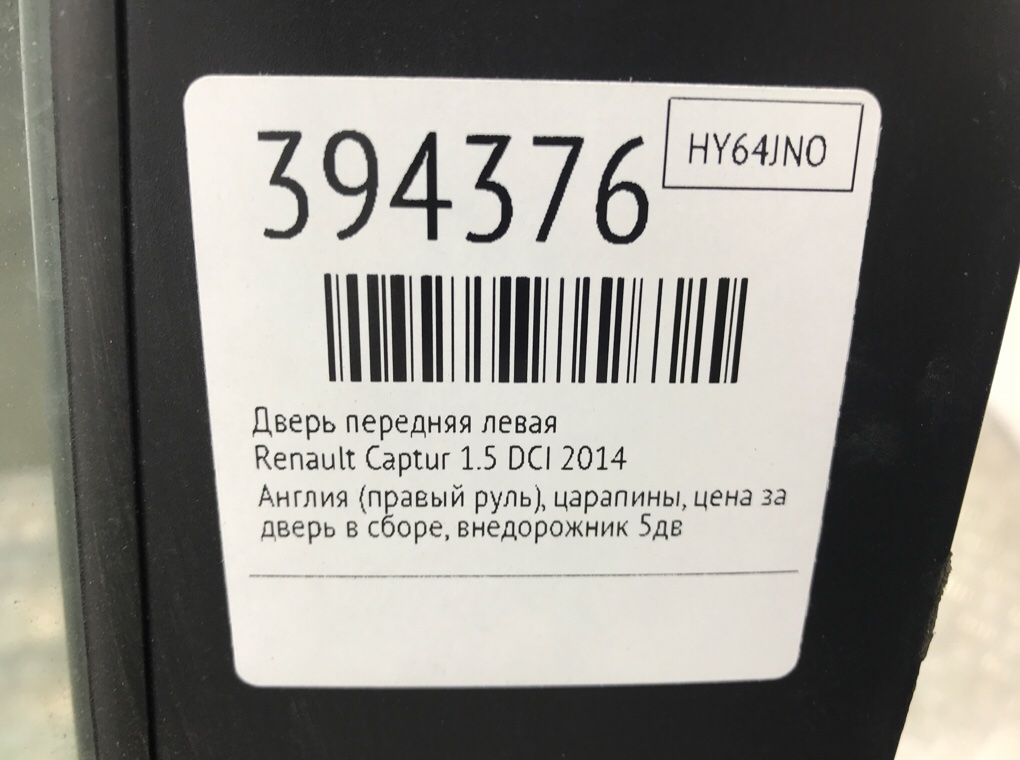 394376
HY64JNO
Дверь передняя левая
Renault Captur 1.5 DCI 2014
Англия (правый руль), царапины, цена за
дверь в сборе, внедорожник 5дв